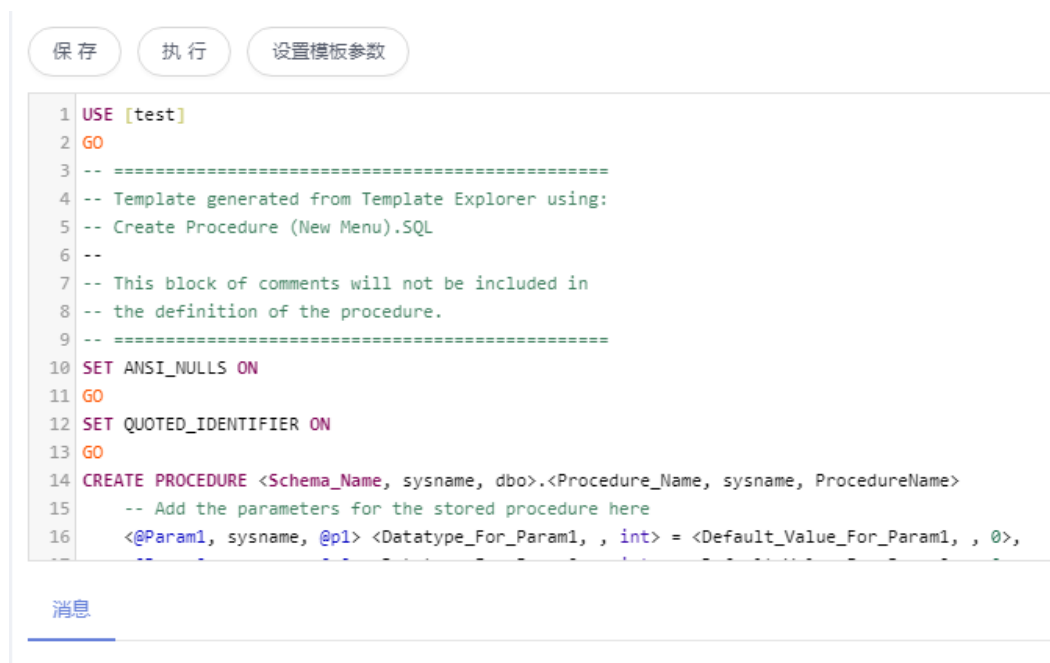 保 存 执 行 设置模板参数
1 USE [test]
2 GO
3 -- ================================================
4 -- Template generated from Template Explorer using:
5 -- Create Procedure (New Menu).SQL
6 --
7 -- This block of comments will not be included in
8 -- the definition of the procedure.
9 -- ================================================
10 SET ANSI_NULLS ON
11 GO
12 SET QUOTED_IDENTIFIER ON
13 GO
14 CREATE PROCEDURE <Schema_Name, sysname, dbo>.<Procedure_Name, sysname, ProcedureName>
15     -- Add the parameters for the stored procedure here
16     <@Param1, sysname, @p1> <Datatype_For_Param1, , int> = <Default_Value_For_Param1, , 0>,
消息